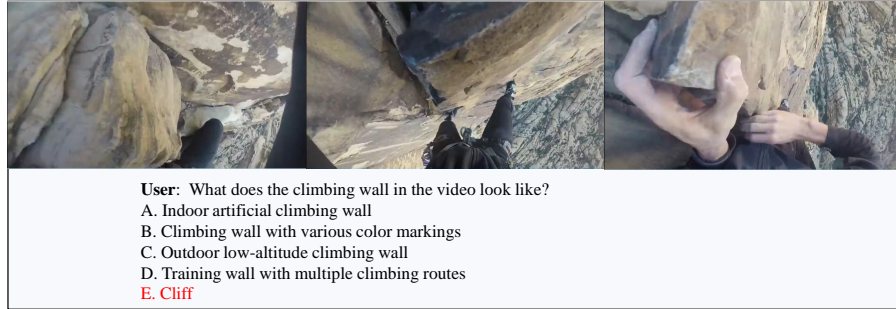 User: What does the climbing wall in the video look like?
A. Indoor artificial climbing wall
B. Climbing wall with various color markings
C. Outdoor low-altitude climbing wall
D. Training wall with multiple climbing routes
E. Cliff